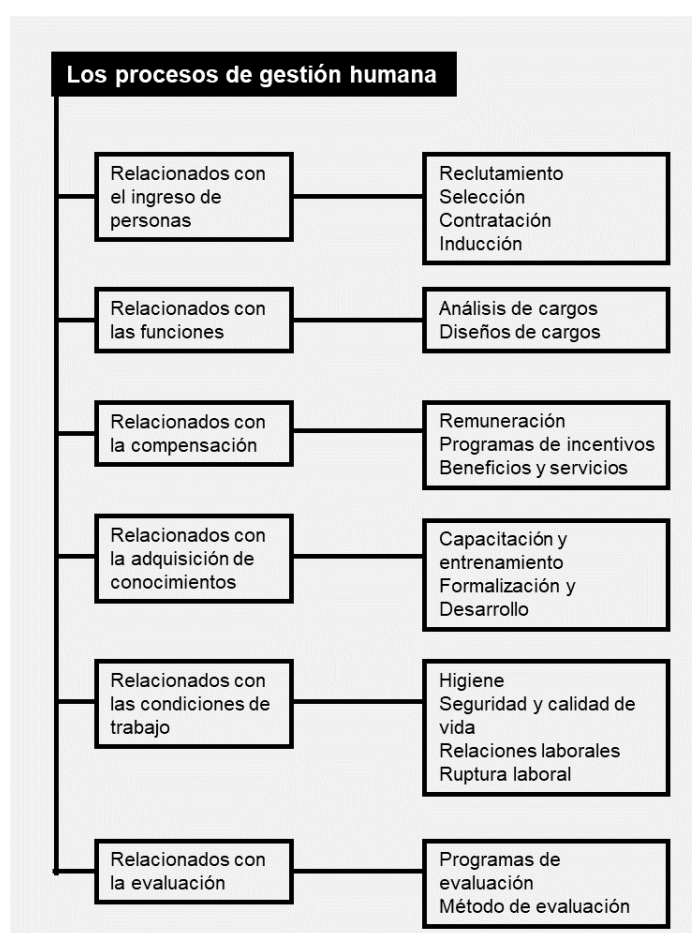 Los procesos de gestión humana
Relacionados con
el ingreso de
personas
Reclutamiento
Selección
Contratación
Inducción
Relacionados con
las funciones
Análisis de cargos
Diseños de cargos
Relacionados con
la compensación
Remuneración
Programas de incentivos
Beneficios y servicios
Relacionados con
la adquisición de
conocimientos
Capacitación y
entrenamiento
Formalización y
Desarrollo
Relacionados con
las condiciones de
trabajo
Higiene
Seguridad y calidad de
vida
Relaciones laborales
Ruptura laboral
Relacionados con
la evaluación
Programas de
evaluación
Método de evaluación